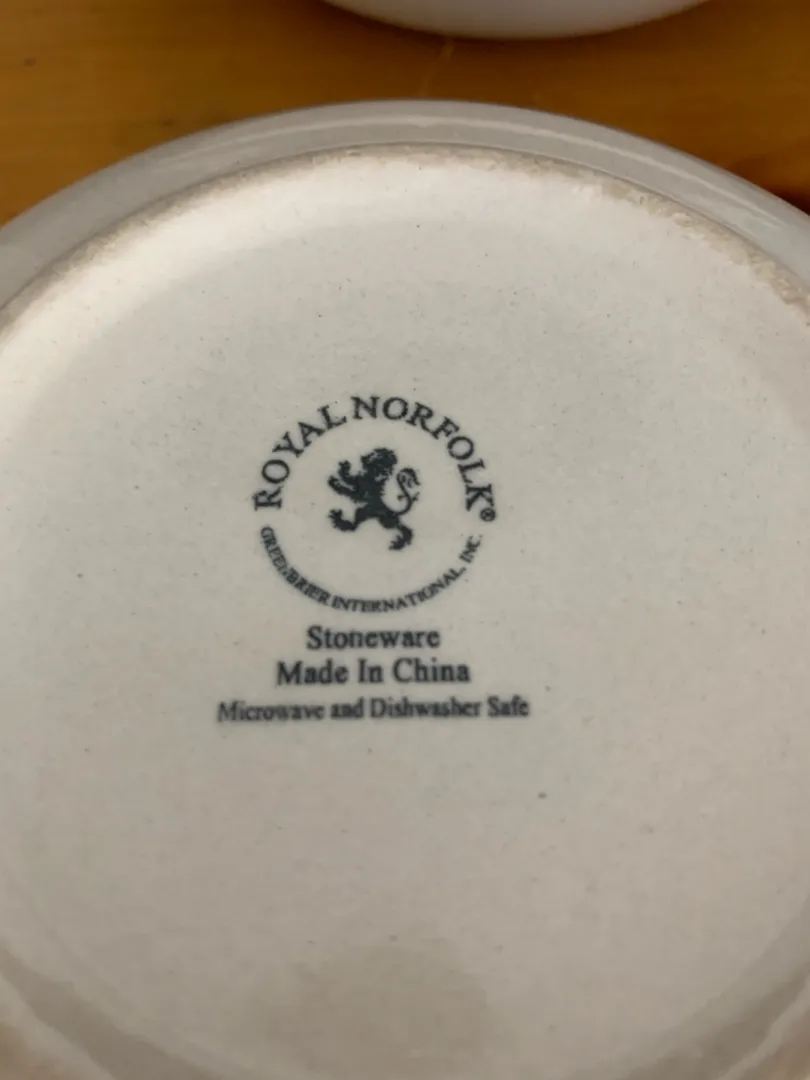 ROYAL NORFOLK®
GREENBRIER INTERNATIONAL, INC.
Stoneware
Made In China
Microwave and Dishwasher Safe